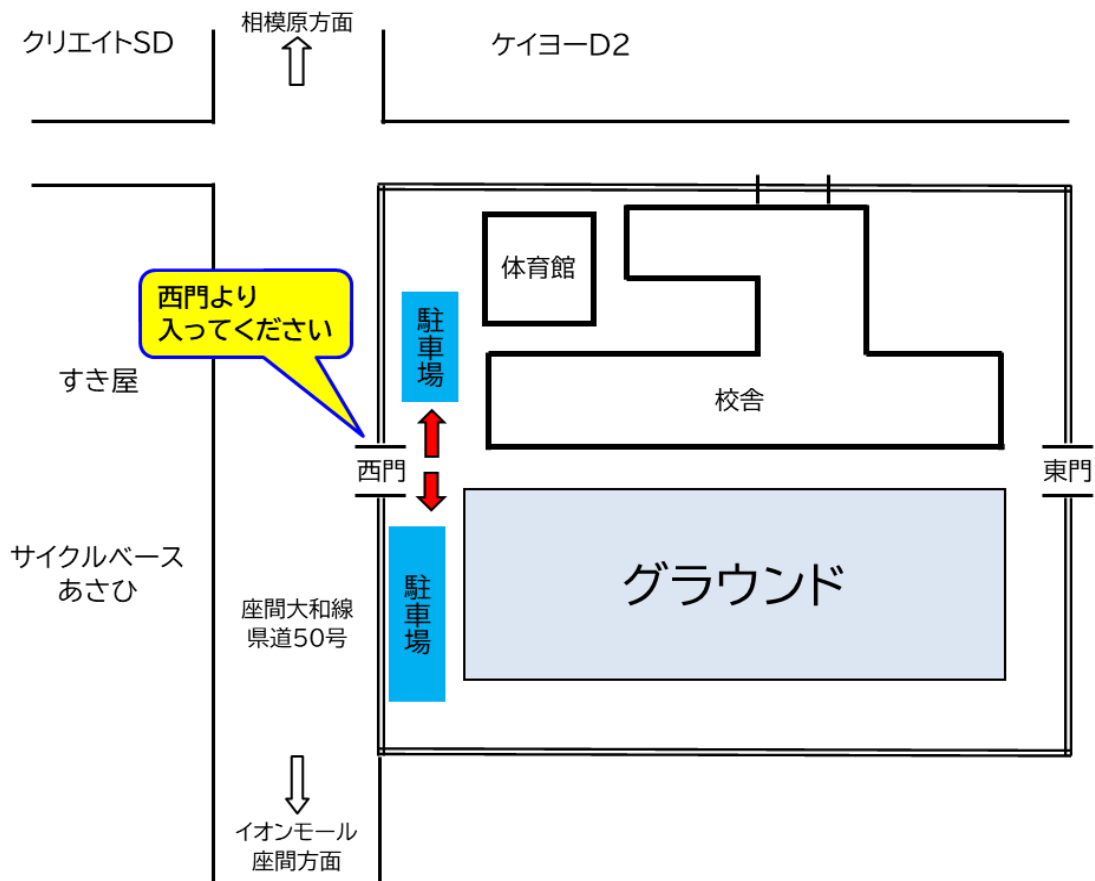 相模原方面
クリエイトSD
ケイヨーD2
体育館
西門より
入ってください
駐車場
すき屋
校舎
西門
東門
サイクルベース
あさひ
グラウンド
駐車場
座間大和線
県道50号
イオンモール
座間方面